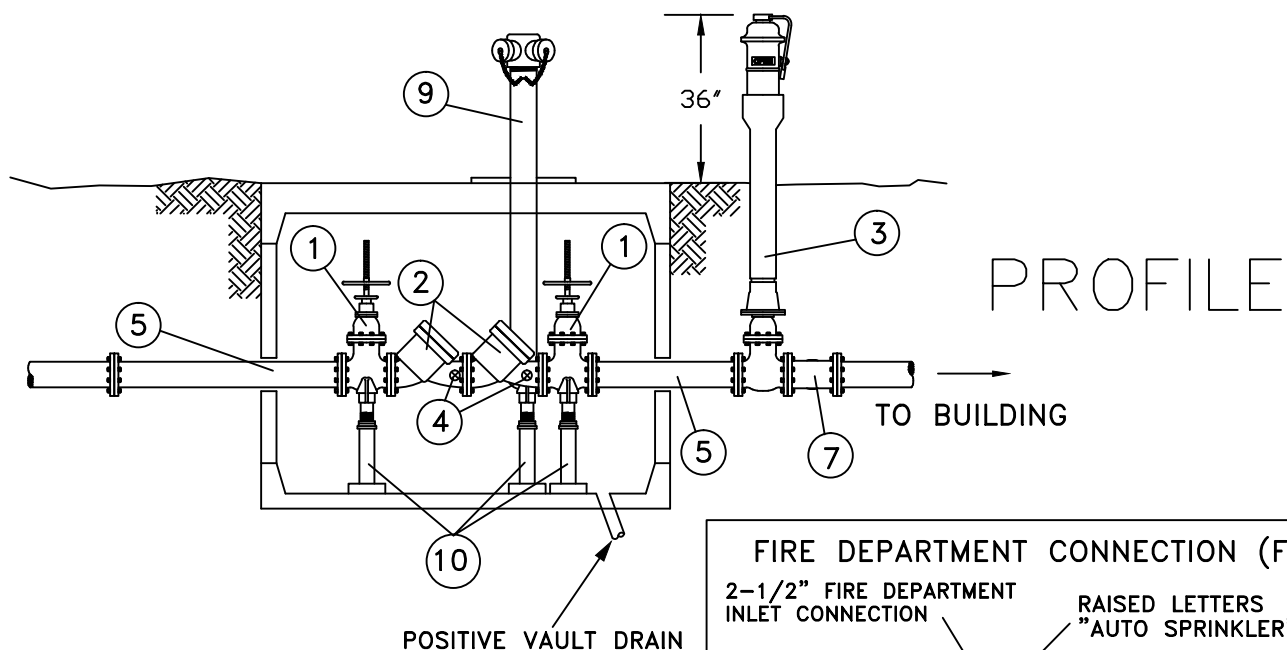 36"
9
1
1
3
2
PROFILE
5
4
TO BUILDING
5
7
10
FIRE DEPARTMENT CONNECTION (F
2-1/2" FIRE DEPARTMENT
INLET CONNECTION
RAISED LETTERS
"AUTO SPRINKLER
POSITIVE VAULT DRAIN